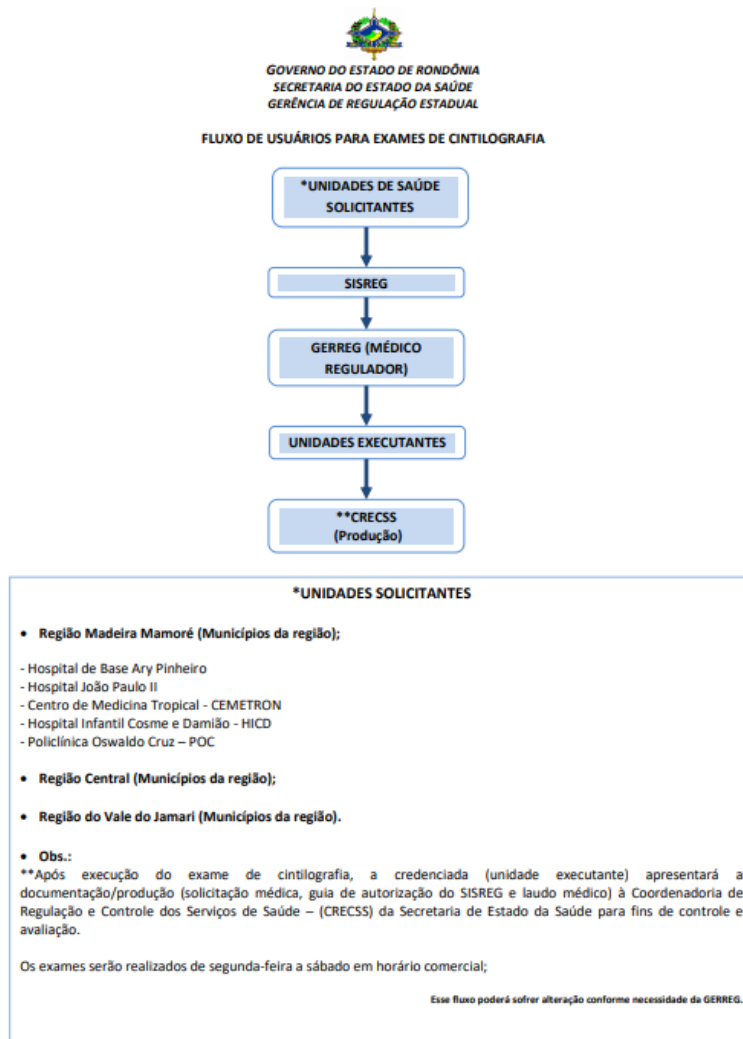 GOVERNO DO ESTADO DE RONDÔNIA
SECRETARIA DO ESTADO DA SAÚDE
GERÊNCIA DE REGULAÇÃO ESTADUAL
FLUXO DE USUÁRIOS PARA EXAMES DE CINTILOGRAFIA
*UNIDADES DE SAÚDE
SOLICITANTES
SISREG
GERREG (MÉDICO
REGULADOR)
UNIDADES EXECUTANTES
**CRECSS
(Produção)
*UNIDADES SOLICITANTES
• Região Madeira Mamoré (Municípios da região);
- Hospital de Base Ary Pinheiro
- Hospital João Paulo II
- Centro de Medicina Tropical - CEMETRON
- Hospital Infantil Cosme e Damião - HICD
- Policlínica Oswaldo Cruz – POC
• Região Central (Municípios da região);
• Região do Vale do Jamari (Municípios da região).
• Obs.:
**Após execução do exame de cintilografia, a credenciada (unidade executante) apresentará a
documentação/produção (solicitação médica, guia de autorização do SISREG e laudo médico) à Coordenadoria de
Regulação e Controle dos Serviços de Saúde – (CRECSS) da Secretaria de Estado da Saúde para fins de controle e
avaliação.
Os exames serão realizados de segunda-feira a sábado em horário comercial;
Esse fluxo poderá sofrer alteração conforme necessidade da GERREG.